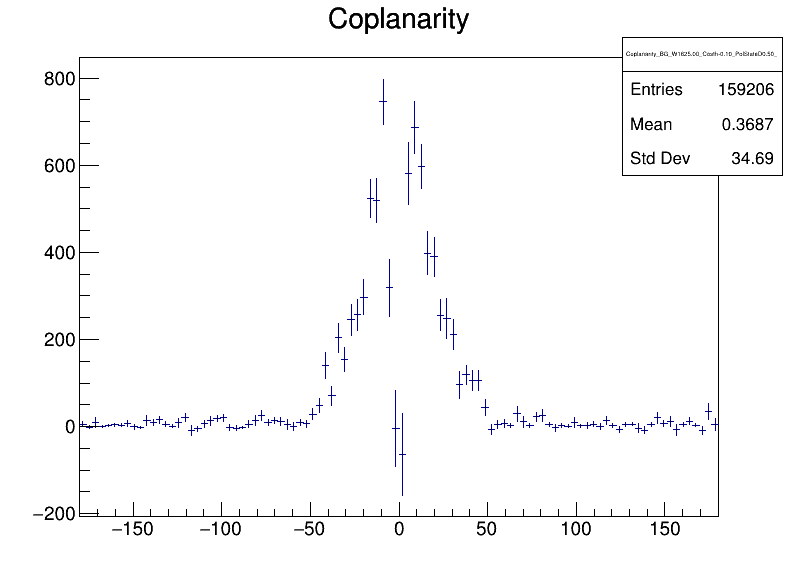 Coplanarity
Coplanarity_BG_W1625.00_Costh-0.10_PolStateD0.50_
Entries 159206
Mean 0.3687
Std Dev 34.69
800
600
400
200
0
−200
−150 −100 −50 0 50 100 150